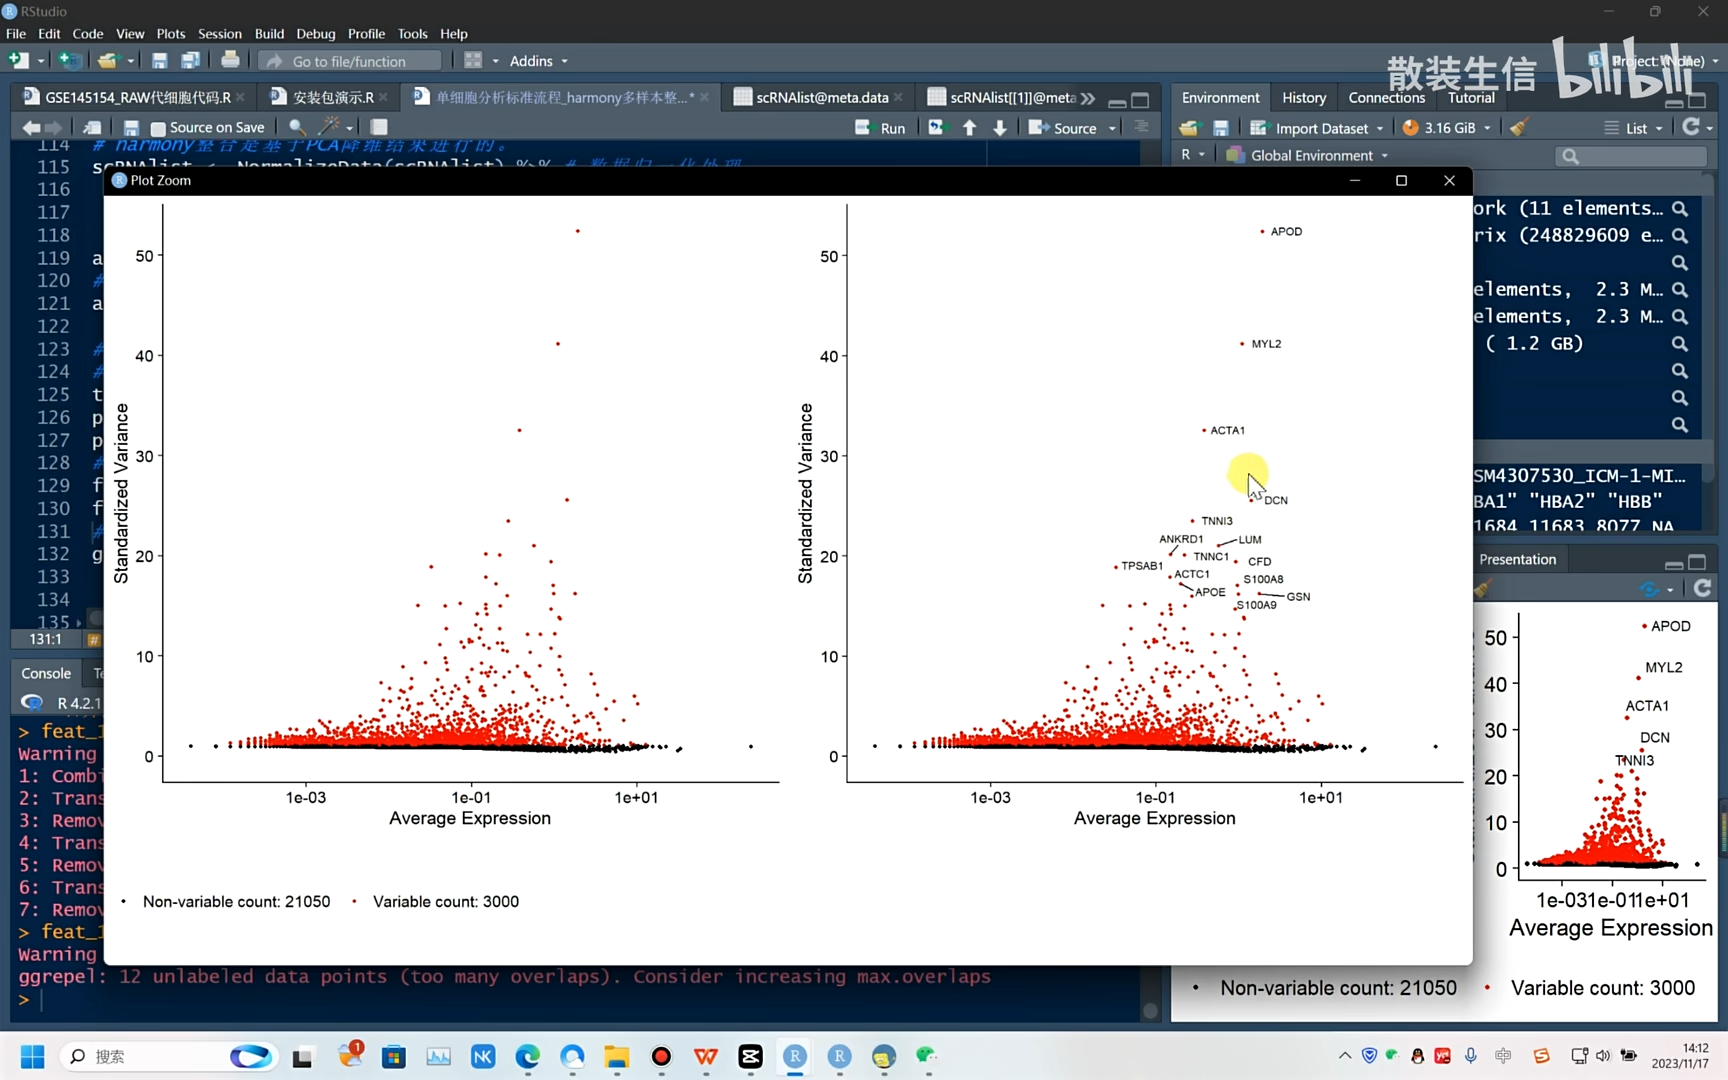 RStudio
File Edit Code View Plots Session Build Debug Profile Tools Help
Go to file/function Addins
Project: (None)
散装生信 bilibili
GSE145154_RAW代细胞代码.R 安装包演示.R 单细胞分析标准流程_harmony多样本整...* scRNAlist@meta.data scRNAlist[[1]]@meta
Source on Save Run Source
Environment History Connections Tutorial
Import Dataset 3.16 GiB List
R Global Environment
114 # harmony整合是基于PCA降维结果进行的。
115
116
117
118
119 a
120 #
121 a
122
123 #
124 #
125 t
126 p
127 p
128 #
129 f
130 f
131 #
132 g
133
134
135
131:1
Plot Zoom
50
40
30
20
10
0
Standardized Variance
1e-03 1e-01 1e+01
Average Expression
50
40
30
20
10
0
Standardized Variance
APOD
MYL2
ACTA1
DCN
TNNI3
ANKRD1 LUM
TNNC1 CFD
TPSAB1 ACTC1 S100A8
APOE GSN
S100A9
1e-03 1e-01 1e+01
Average Expression
Non-variable count: 21050 Variable count: 3000
ork (11 elements…
rix (248829609 e…
elements, 2.3 M…
elements, 2.3 M…
( 1.2 GB)
SM4307530_ICM-1-MI…
BA1" "HBA2" "HBB"
1684 11683 8077 NA
Presentation
50
40
30
20
10
0
APOD
MYL2
ACTA1
DCN
TNNI3
1e-031e-011e+01
Average Expression
Non-variable count: 21050 Variable count: 3000
Console Te
R 4.2.1
> feat_1
Warning
1: Combi
2: Trans
3: Remov
4: Trans
5: Remov
6: Trans
7: Remov
> feat_1
Warning
ggrepel: 12 unlabeled data points (too many overlaps). Consider increasing max.overlaps
>
搜索
中
14:12
2023/11/17